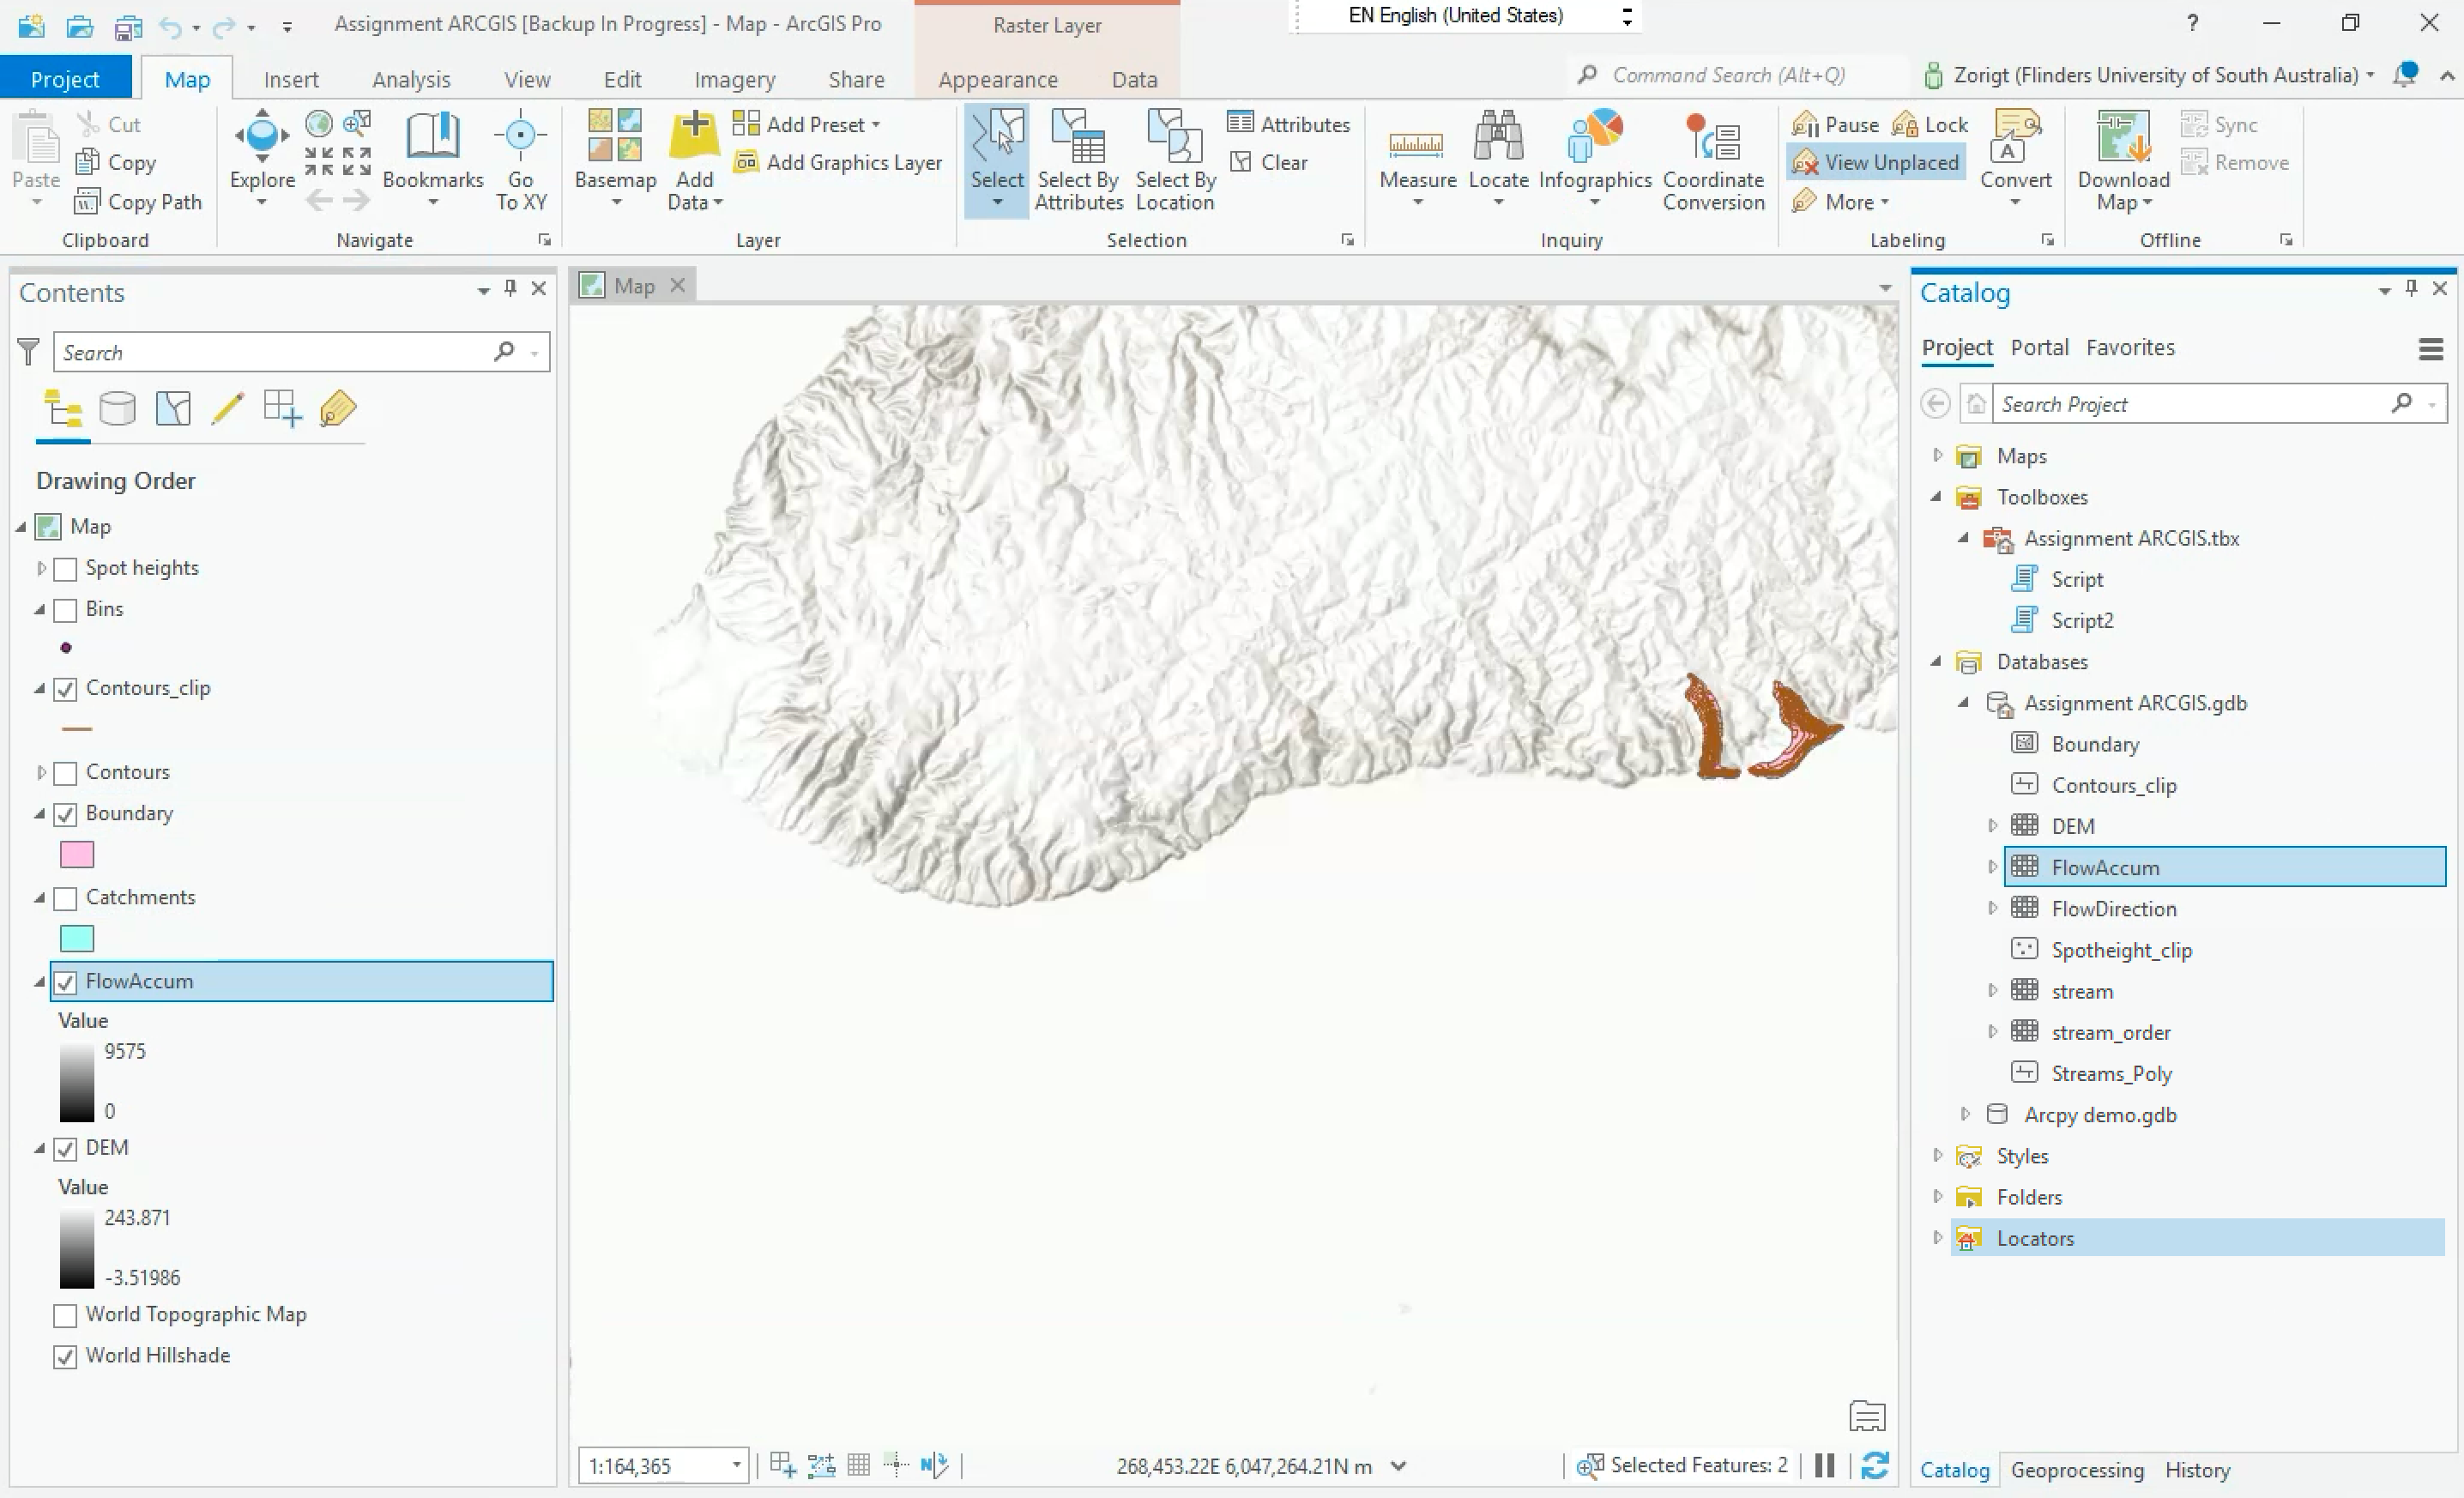 Assignment ARCGIS [Backup In Progress] - Map - ArcGIS Pro
Raster Layer
EN English (United States)
?
Project Map Insert Analysis View Edit Imagery Share Appearance Data
Command Search (Alt+Q)
Zorigt (Flinders University of South Australia)
Paste
Cut
Copy
Copy Path
Clipboard
Explore
Bookmarks
Go
To XY
Navigate
Basemap
Add
Data
Add Preset
Add Graphics Layer
Layer
Select
Select By
Attributes
Select By
Location
Attributes
Clear
Selection
Measure
Locate
Infographics
Coordinate
Conversion
Inquiry
Pause
Lock
View Unplaced
More
Labeling
A
Convert
Download
Map
Sync
Remove
Offline
Contents
Search
Drawing Order
Map
Spot heights
Bins
Contours_clip
Contours
Boundary
Catchments
FlowAccum
Value
9575
0
DEM
Value
243.871
-3.51986
World Topographic Map
World Hillshade
Map
1:164,365
N
268,453.22E 6,047,264.21N m
Selected Features: 2
Catalog
Project Portal Favorites
Search Project
Maps
Toolboxes
Assignment ARCGIS.tbx
Script
Script2
Databases
Assignment ARCGIS.gdb
Boundary
Contours_clip
DEM
FlowAccum
FlowDirection
Spotheight_clip
stream
stream_order
Streams_Poly
Arcpy demo.gdb
Styles
Folders
Locators
Catalog Geoprocessing History